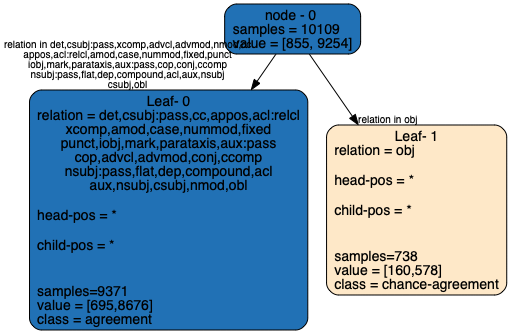 node - 0
samples = 10109
value = [855, 9254]
relation in det,csubj:pass,xcomp,advcl,advmod,nmod,cc
appos,acl:relcl,amod,case,nummod,fixed,punct
iobj,mark,parataxis,aux:pass,cop,conj,ccomp
nsubj:pass,flat,dep,compound,acl,aux,nsubj
csubj,obl
Leaf- 0
relation = det,csubj:pass,cc,appos,acl:relcl
xcomp,amod,case,nummod,fixed
punct,iobj,mark,parataxis,aux:pass
cop,advcl,advmod,conj,ccomp
nsubj:pass,flat,dep,compound,acl
aux,nsubj,csubj,nmod,obl
head-pos = *
child-pos = *
samples=9371
value = [695,8676]
class = agreement
relation in obj
Leaf- 1
relation = obj
head-pos = *
child-pos = *
samples=738
value = [160,578]
class = chance-agreement